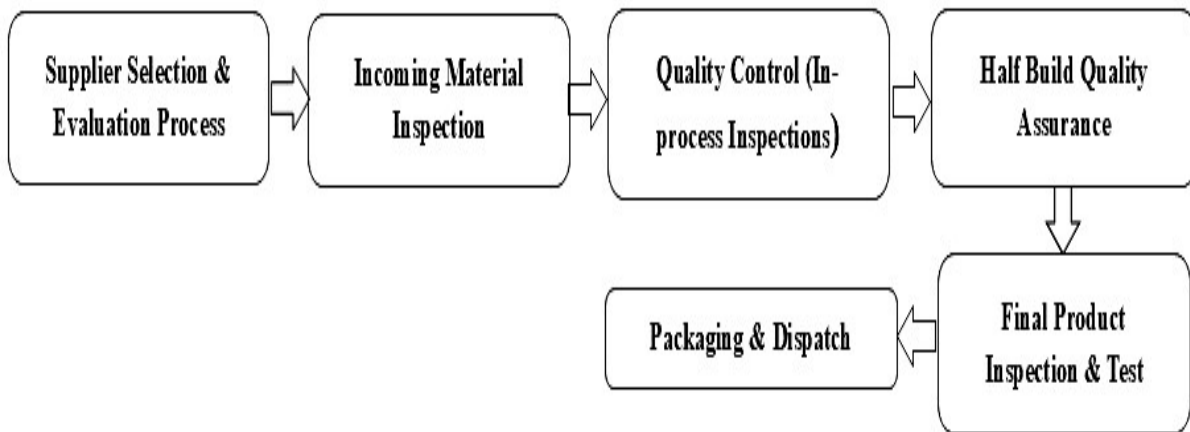 Supplier Selection &
Evaluation Process
Incoming Material
Inspection
Quality Control (In-
process Inspections)
Half Build Quality
Assurance
Final Product
Inspection & Test
Packaging & Dispatch